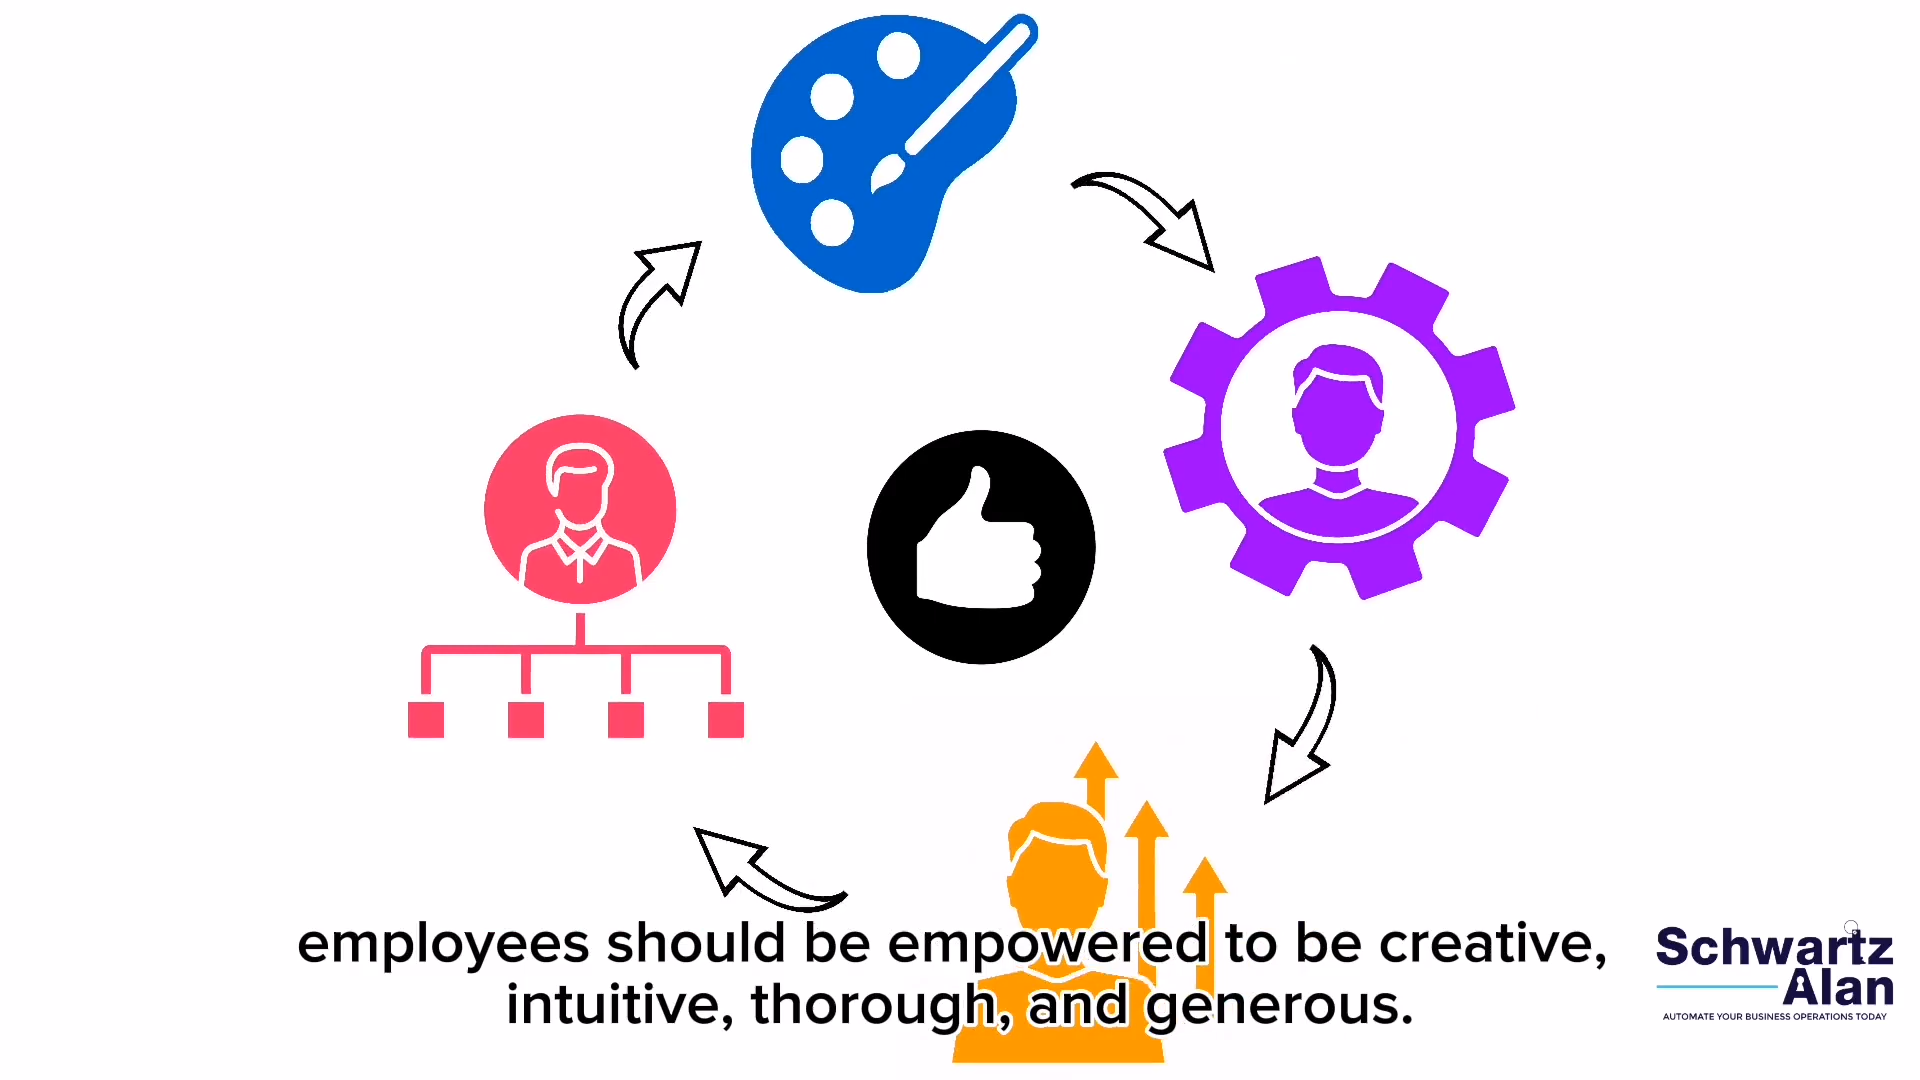 employees should be empowered to be creative,
intuitive, thorough, and generous.
Schwartz
Alan
AUTOMATE YOUR BUSINESS OPERATIONS TODAY